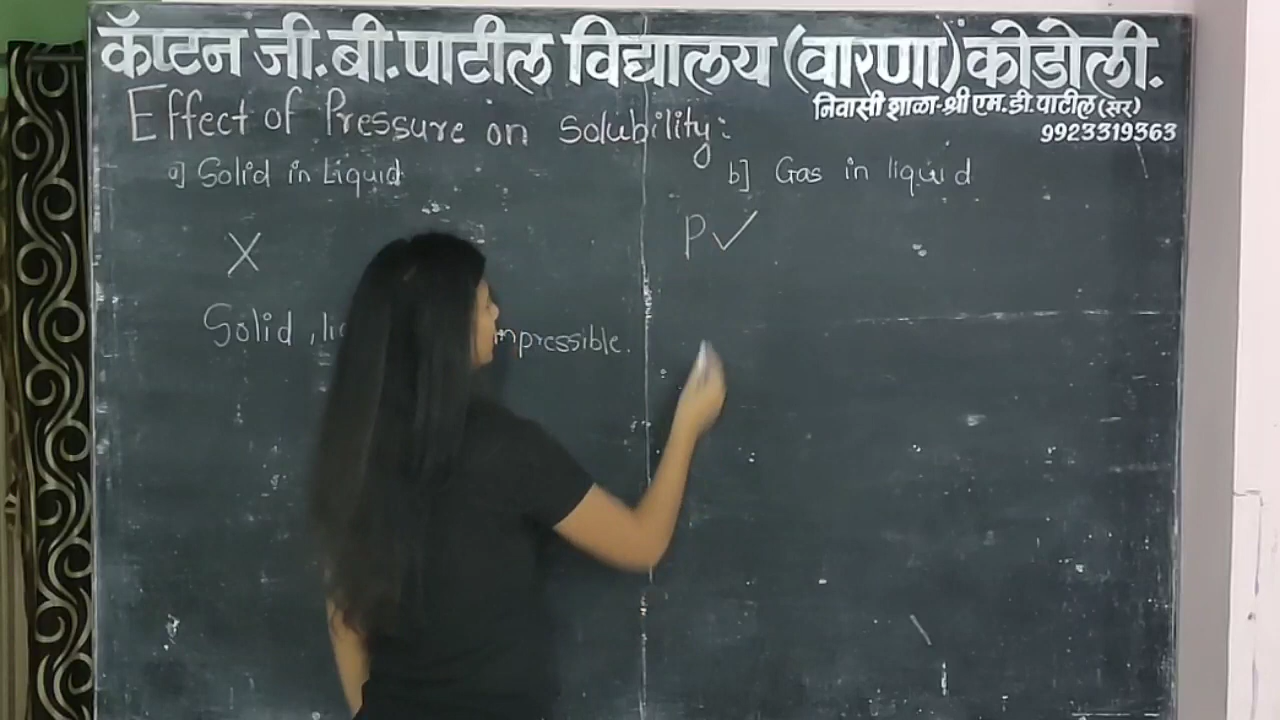 कॅप्टन जी.बी.पाटील विद्यालय (वारणा) कोडोली.
निवासी शाळा-श्री एम.डी.पाटील (सर)
9923319363
Effect of Pressure on Solubility:
a] Solid in Liquid
b] Gas in liquid
X
P✓
Solid , mpressible.